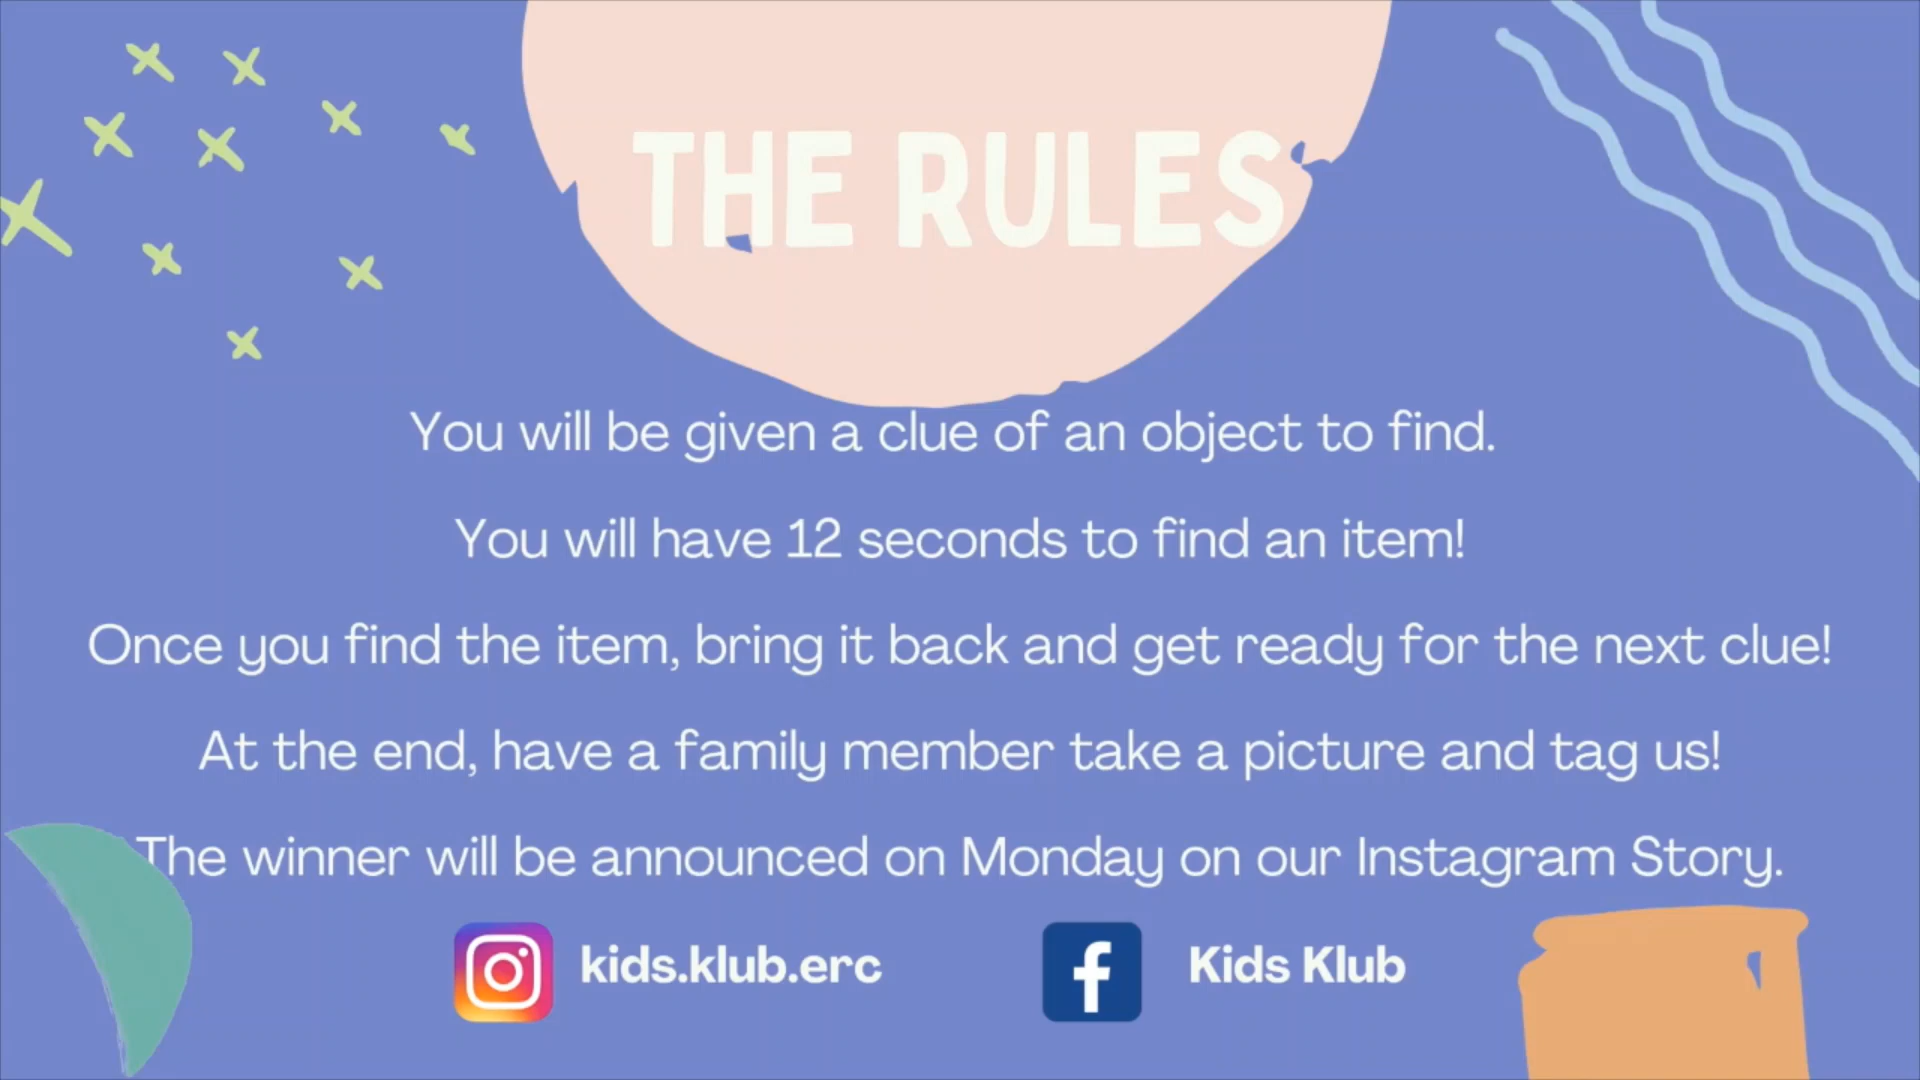 THE RULES
You will be given a clue of an object to find.
You will have 12 seconds to find an item!
Once you find the item, bring it back and get ready for the next clue!
At the end, have a family member take a picture and tag us!
The winner will be announced on Monday on our Instagram Story.
kids.klub.erc
Kids Klub